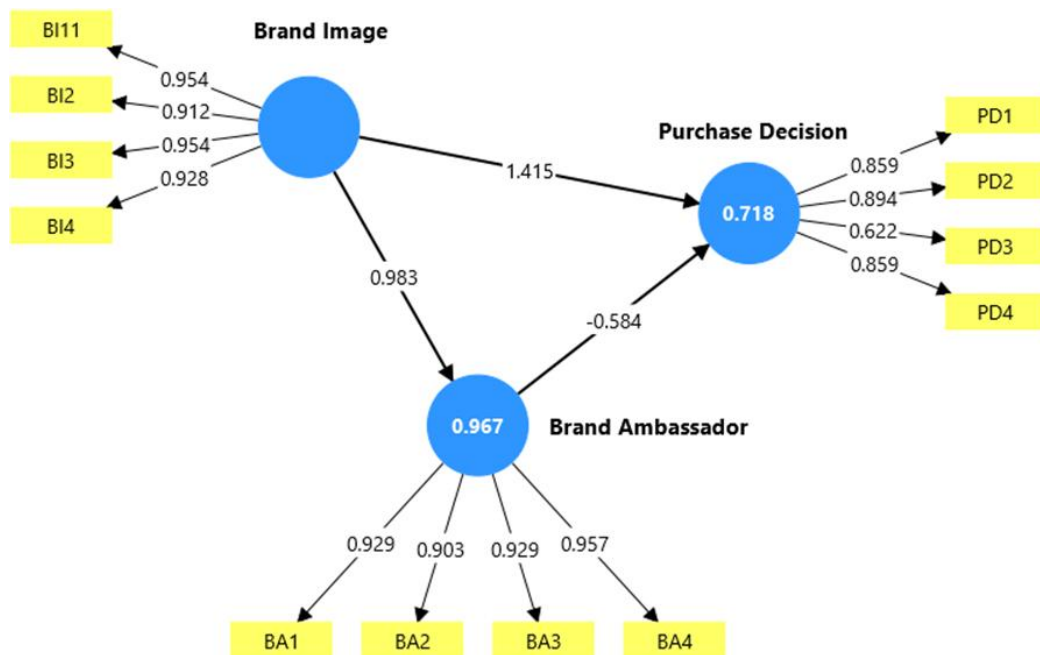 BI11
Brand Image
0.954
BI2
0.912
BI3
0.954
0.928
BI4
1.415
Purchase Decision
0.718
PD1
0.859
PD2
0.894
0.622
PD3
0.859
PD4
0.983
-0.584
0.967
Brand Ambassador
0.929
0.903
0.929
0.957
BA1
BA2
BA3
BA4